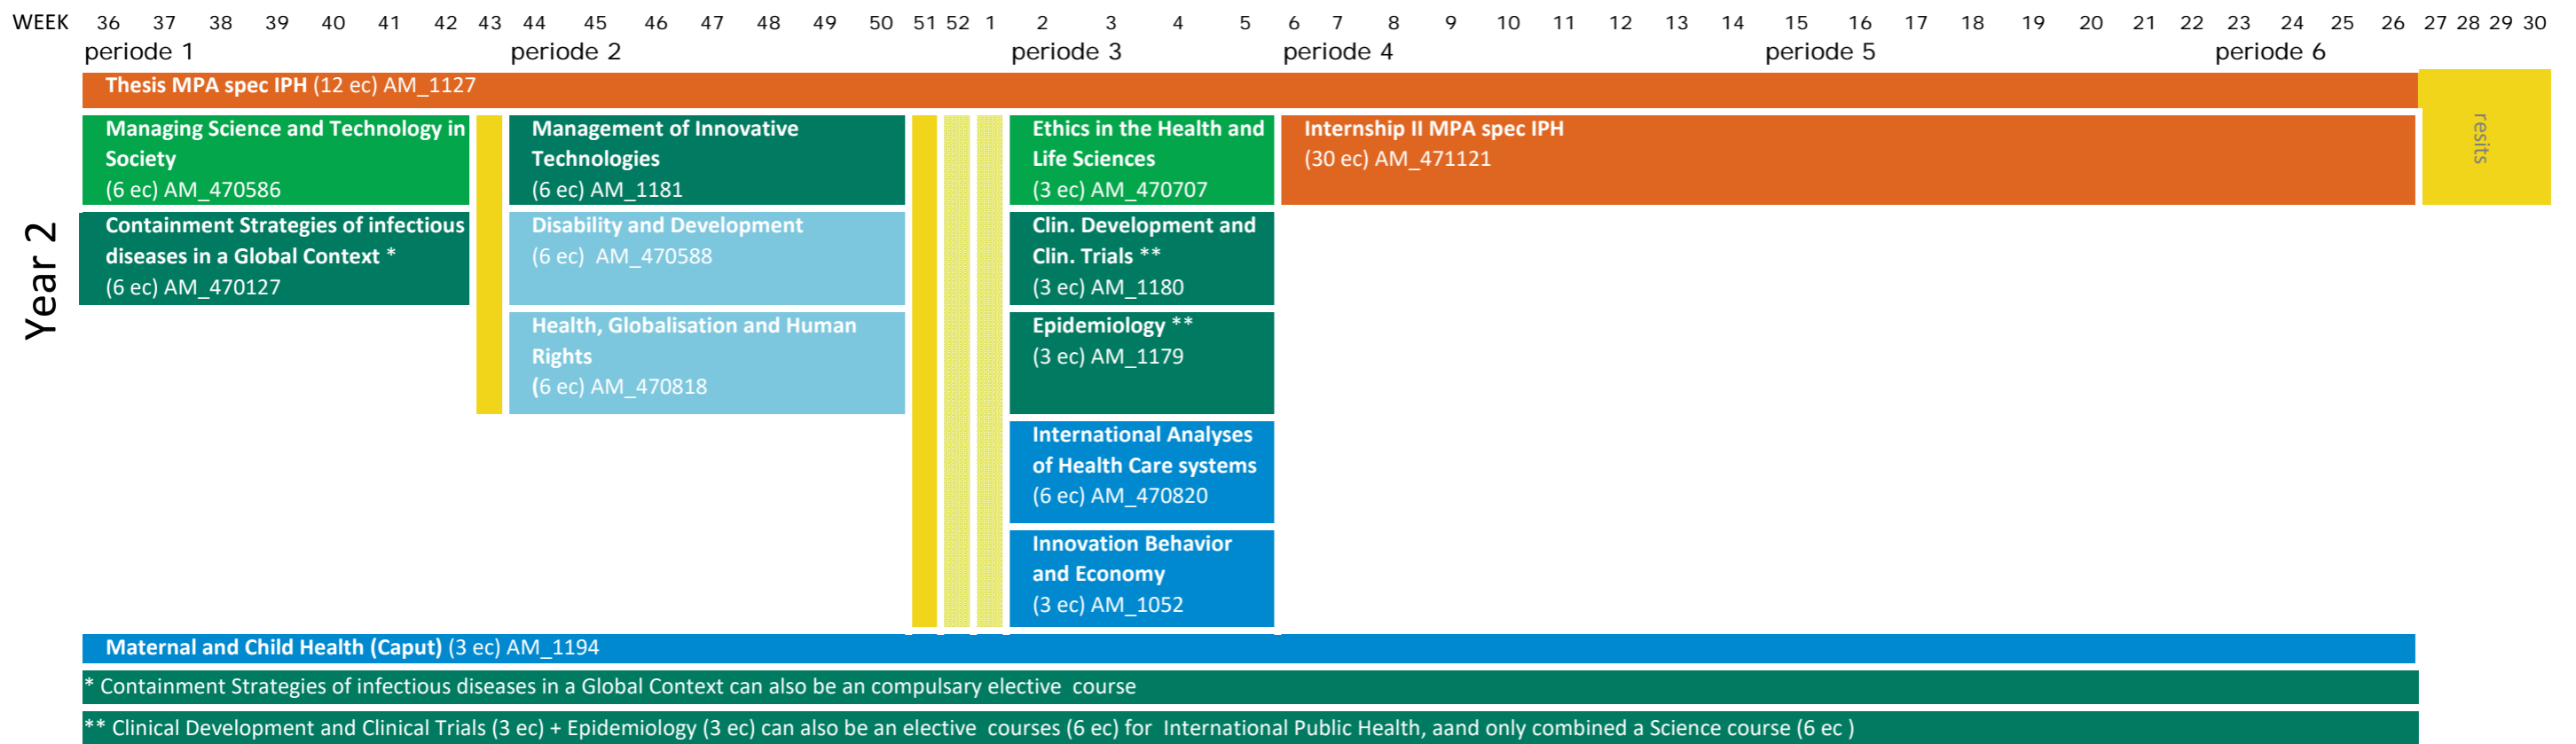 WEEK 36 37 38 39 40 41 42 43 44 45 46 47 48 49 50 51 52 1 2 3 4 5 6 7 8 9 10 11 12 13 14 15 16 17 18 19 20 21 22 23 24 25 26 27 28 29 30
periode 1 periode 2 periode 3 periode 4 periode 5 periode 6
Year 2
Thesis MPA spec IPH (12 ec) AM_1127
resits
Managing Science and Technology in
Society
(6 ec) AM_470586
Management of Innovative
Technologies
(6 ec) AM_1181
Ethics in the Health and
Life Sciences
(3 ec) AM_470707
Internship II MPA spec IPH
(30 ec) AM_471121
Containment Strategies of infectious
diseases in a Global Context *
(6 ec) AM_470127
Disability and Development
(6 ec) AM_470588
Clin. Development and
Clin. Trials **
(3 ec) AM_1180
Health, Globalisation and Human
Rights
(6 ec) AM_470818
Epidemiology **
(3 ec) AM_1179
International Analyses
of Health Care systems
(6 ec) AM_470820
Innovation Behavior
and Economy
(3 ec) AM_1052
Maternal and Child Health (Caput) (3 ec) AM_1194
* Containment Strategies of infectious diseases in a Global Context can also be an compulsary elective course
** Clinical Development and Clinical Trials (3 ec) + Epidemiology (3 ec) can also be an elective courses (6 ec) for International Public Health, aand only combined a Science course (6 ec )